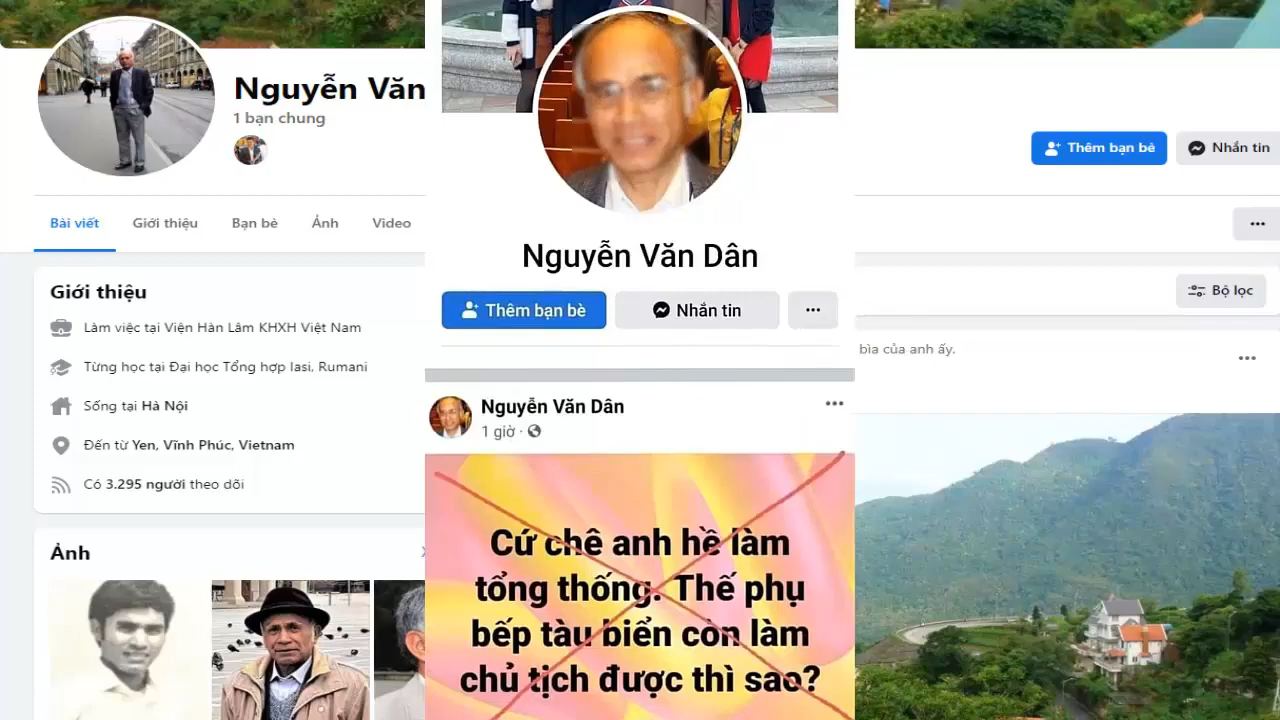 Nguyễn Văn
1 bạn chung
Bài viết
Giới thiệu
Bạn bè
Ảnh
Video
Giới thiệu
Làm việc tại Viện Hàn Lâm KHXH Việt Nam
Từng học tại Đại học Tổng hợp Iasi, Rumani
Sống tại Hà Nội
Đến từ Yen, Vĩnh Phúc, Vietnam
Có 3.295 người theo dõi
Ảnh
Nguyễn Văn Dân
Thêm bạn bè
Nhắn tin
Nguyễn Văn Dân
1 giờ ·
Cứ chê anh hề làm
tổng thống. Thế phụ
bếp tàu biển còn làm
chủ tịch được thì sao?
Thêm bạn bè
Nhắn tin
Bộ lọc
bìa của anh ấy.